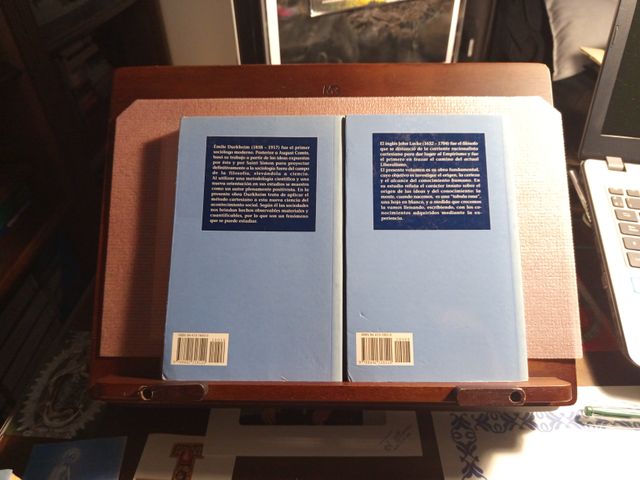 Émile Durkheim (1858 - 1917) fue el primer
sociólogo moderno. Posterior a August Comte,
basó su trabajo a partir de las ideas expuestas
por éste y por Saint Simon para proyectar
definitivamente a la sociología fuera del campo
de la filosofía, elevándola a ciencia.
Al utilizar una metodología científica y una
nueva orientación en sus estudios se muestra
como un autor plenamente positivista. En la
presente obra Durkheim trata de aplicar el
método cartesiano a esta nueva ciencia del
acontecimiento social. Según él las sociedades
nos brindan hechos observables materiales y
cuantificables, por lo que son un fenómeno
que se puede estudiar.
El inglés John Locke (1632 - 1704) fue el filósofo
que se distanció de la corriente racionalista
cartesiana para dar lugar al Empirismo y fue
el primero en trazar el camino del actual
Liberalismo.
El presente volumen es su obra fundamental,
cuyo objetivo es investigar el origen, la certeza
y el alcance del conocimiento humano. En
su estudio refuta el carácter innato sobre el
origen de las ideas y del conocimiento: la
mente, cuando nacemos, es una "tabula rasa",
una hoja en blanco, y a medida que crecemos
la vamos llenando, escribiendo, con los co-
nocimientos adquiridos mediante la expe-
riencia.